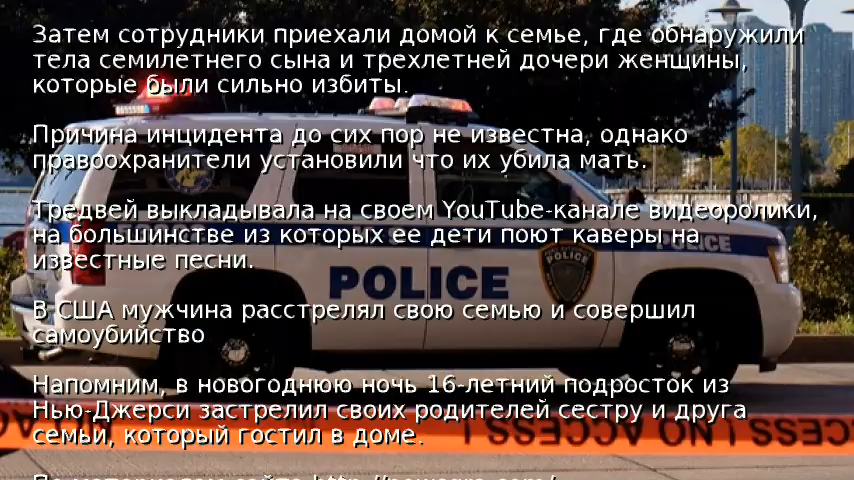 Затем сотрудники приехали домой к семье, где обнаружили
тела семилетнего сына и трехлетней дочери женщины,
которые были сильно избиты.
Причина инцидента до сих пор не известна, однако
правоохранители установили что их убила мать.
Тредвей выкладывала на своем YouTube-канале видеоролики,
на большинстве из которых ее дети поют каверы на
известные песни.
В США мужчина расстрелял свою семью и совершил
самоубийство
Напомним, в новогоднюю ночь 16-летний подросток из
Нью-Джерси застрелил своих родителей сестру и друга
семьи, который гостил в доме.
POLICE
POLICE
POLICE
NO ACCESS